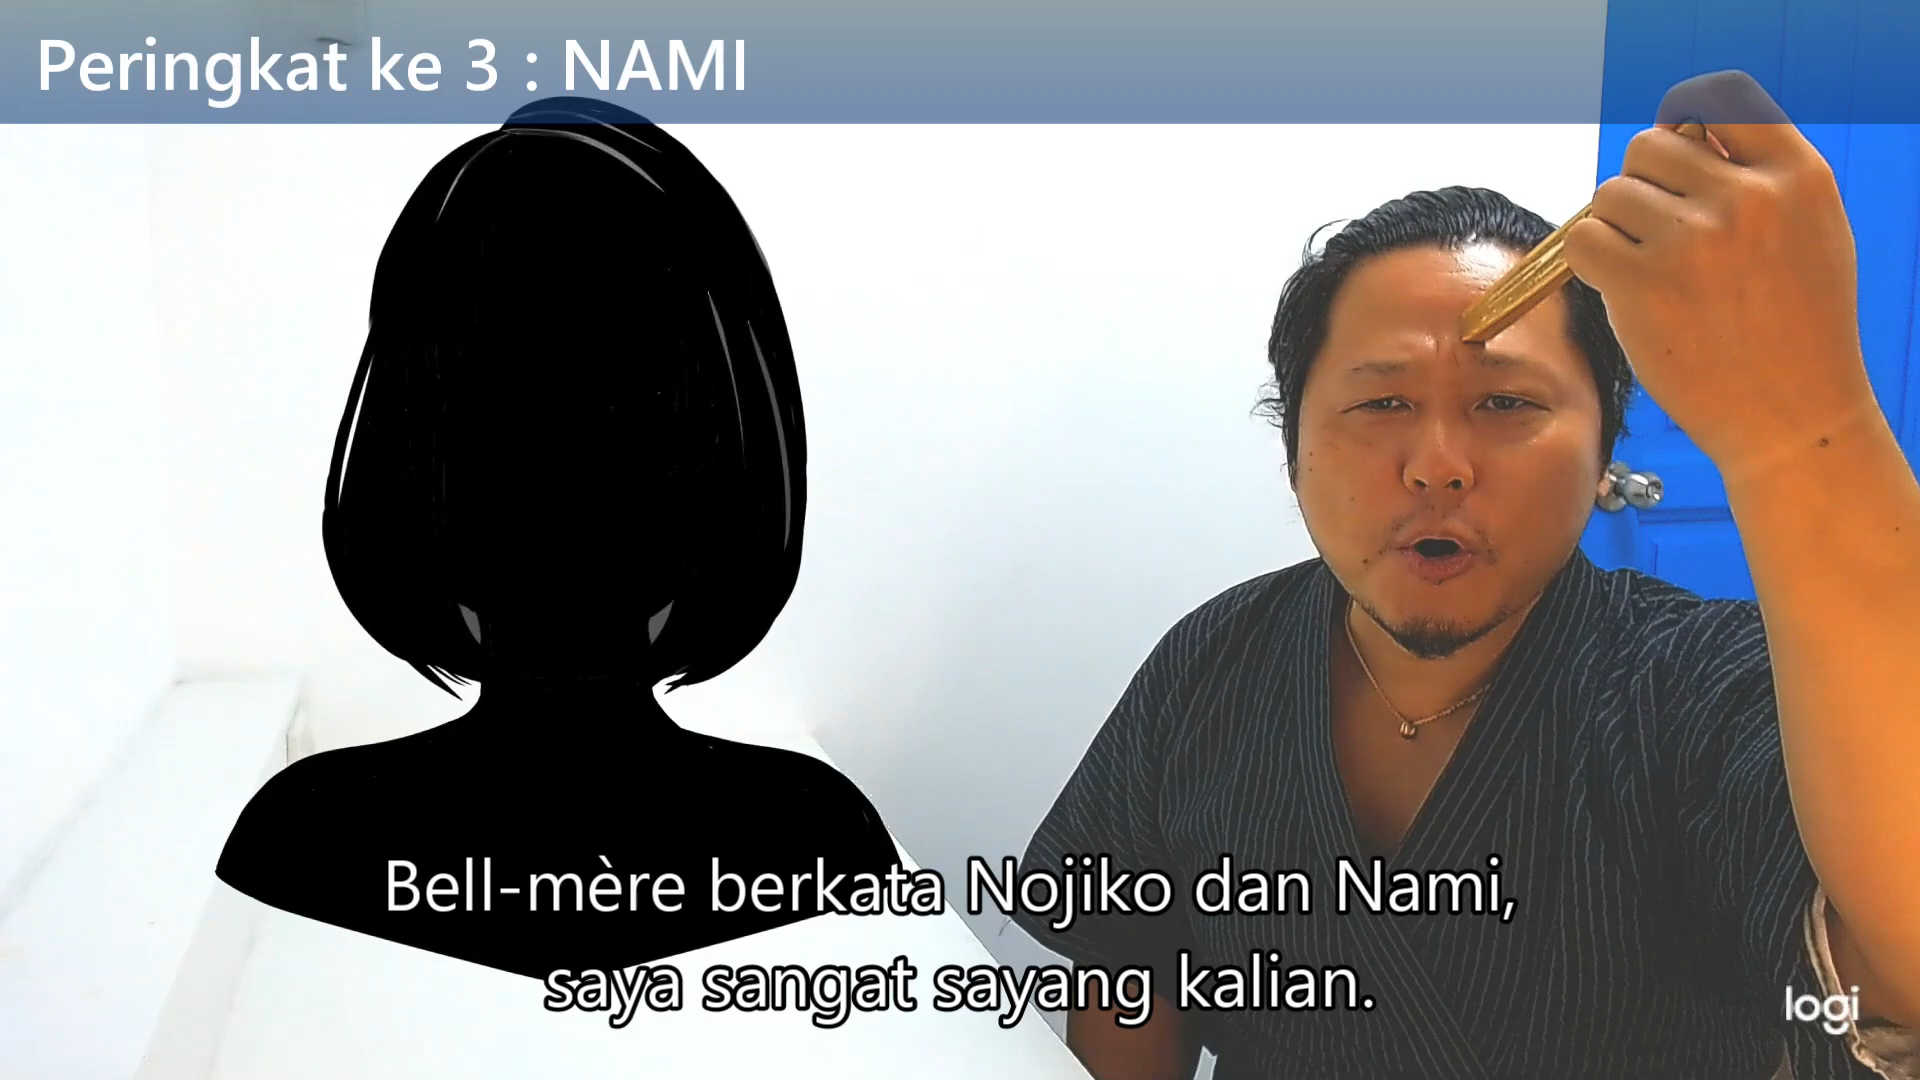 Peringkat ke 3 : NAMI
Bell-mère berkata Nojiko dan Nami,
saya sangat sayang kalian.
logi